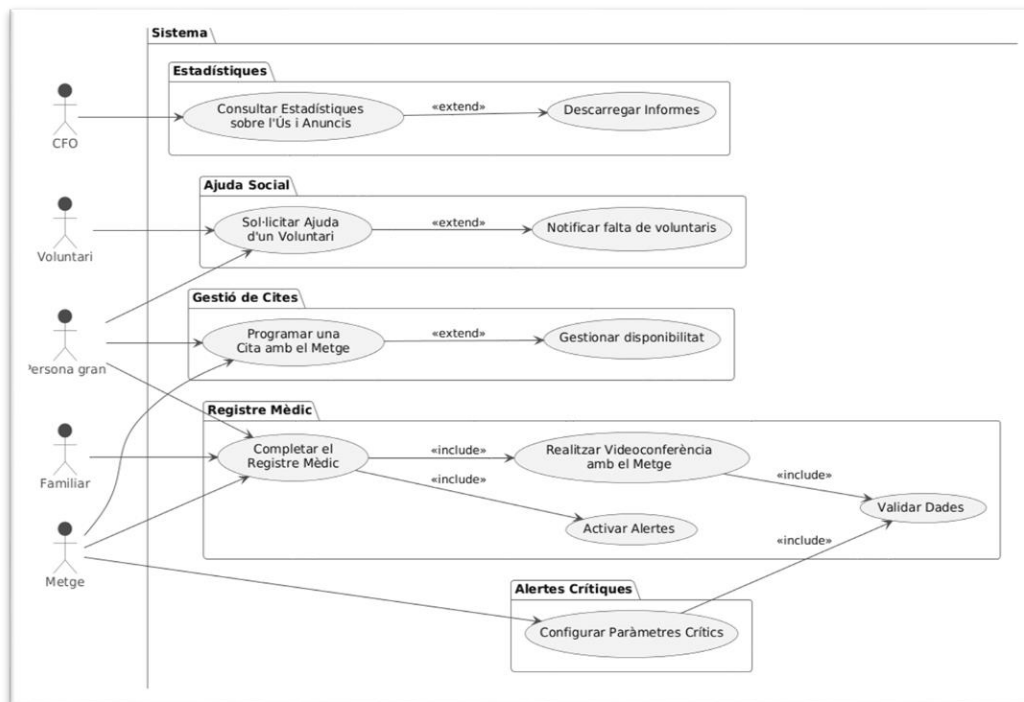 Sistema
Estadístiques
CFO
Consultar Estadístiques
sobre l'Ús i Anuncis
«extend»
Descarregar Informes
Ajuda Social
Voluntari
Sol·licitar Ajuda
d'un Voluntari
«extend»
Notificar falta de voluntaris
Gestió de Cites
Persona gran
Programar una
Cita amb el Metge
«extend»
Gestionar disponibilitat
Registre Mèdic
Familiar
Completar el
Registre Mèdic
«include»
«include»
Realitzar Videoconferència
amb el Metge
«include»
Validar Dades
Activar Alertes
«include»
Metge
Alertes Crítiques
Configurar Paràmetres Crítics